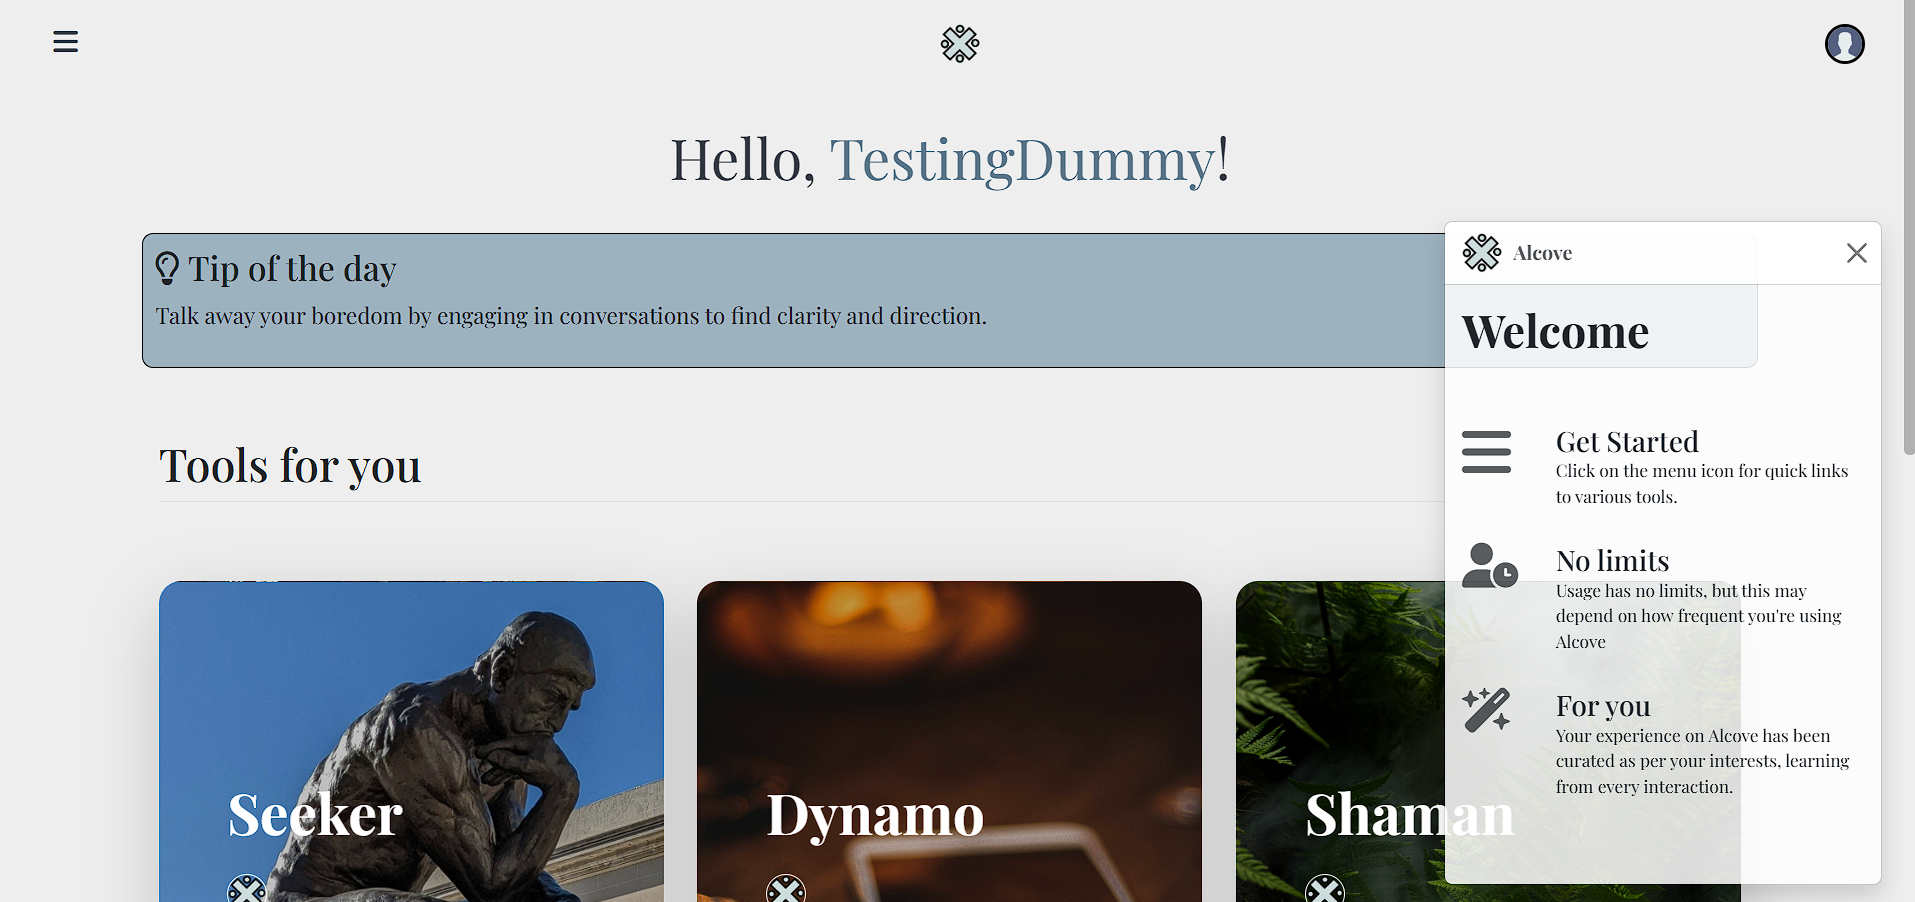 Hello, TestingDummy!
Tip of the day
Talk away your boredom by engaging in conversations to find clarity and direction.
Tools for you
Seeker
Dynamo
Shaman
Alcove
Welcome
Get Started
Click on the menu icon for quick links
to various tools.
No limits
Usage has no limits, but this may
depend on how frequent you're using
Alcove
For you
Your experience on Alcove has been
curated as per your interests, learning
from every interaction.